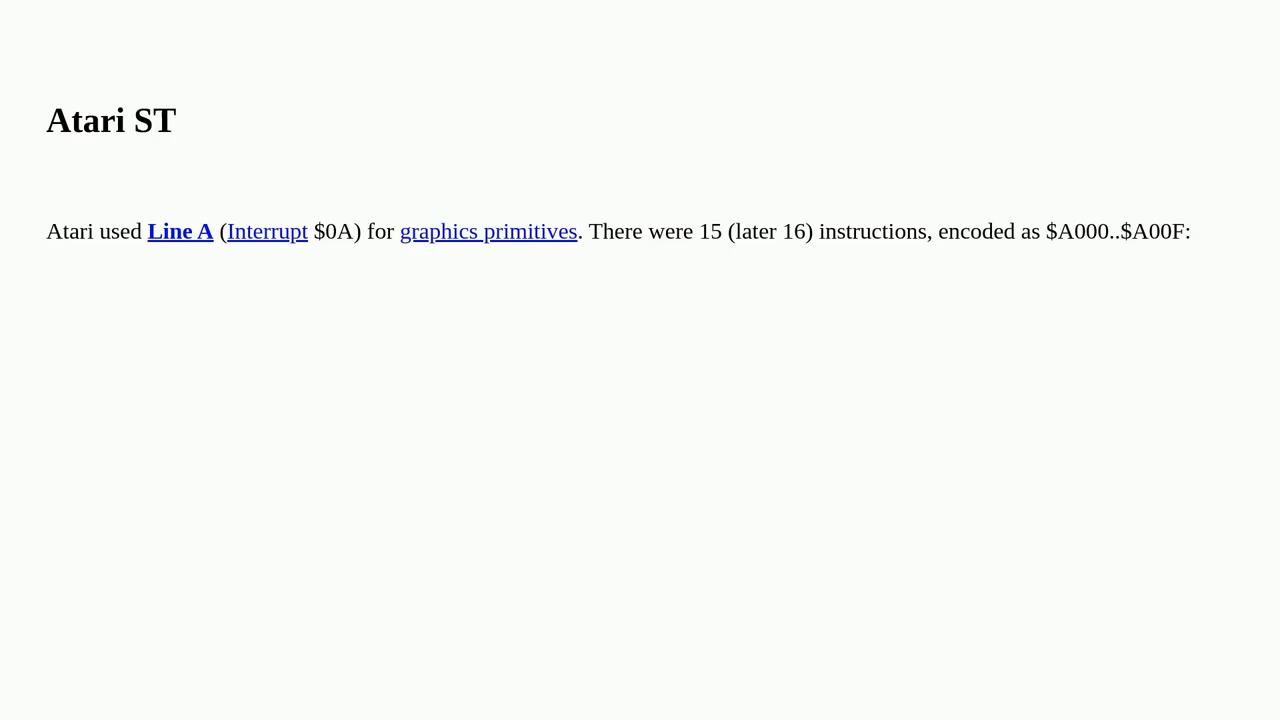 Atari ST
Atari used Line A (Interrupt $0A) for graphics primitives. There were 15 (later 16) instructions, encoded as $A000..$A00F: